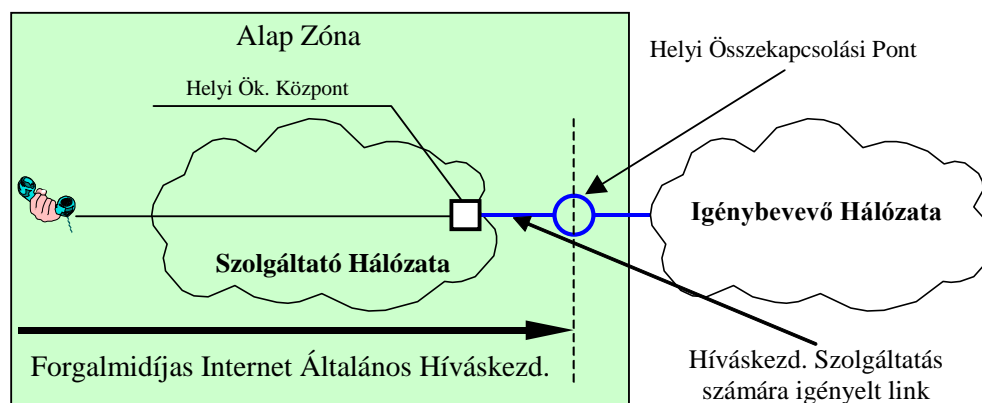 Alap Zóna
Helyi Összekapcsolási Pont
Helyi Ök. Központ
Igénybevevő Hálózata
Szolgáltató Hálózata
Forgalmidíjas Internet Általános Híváskezd.
Híváskezd. Szolgáltatás
számára igényelt link